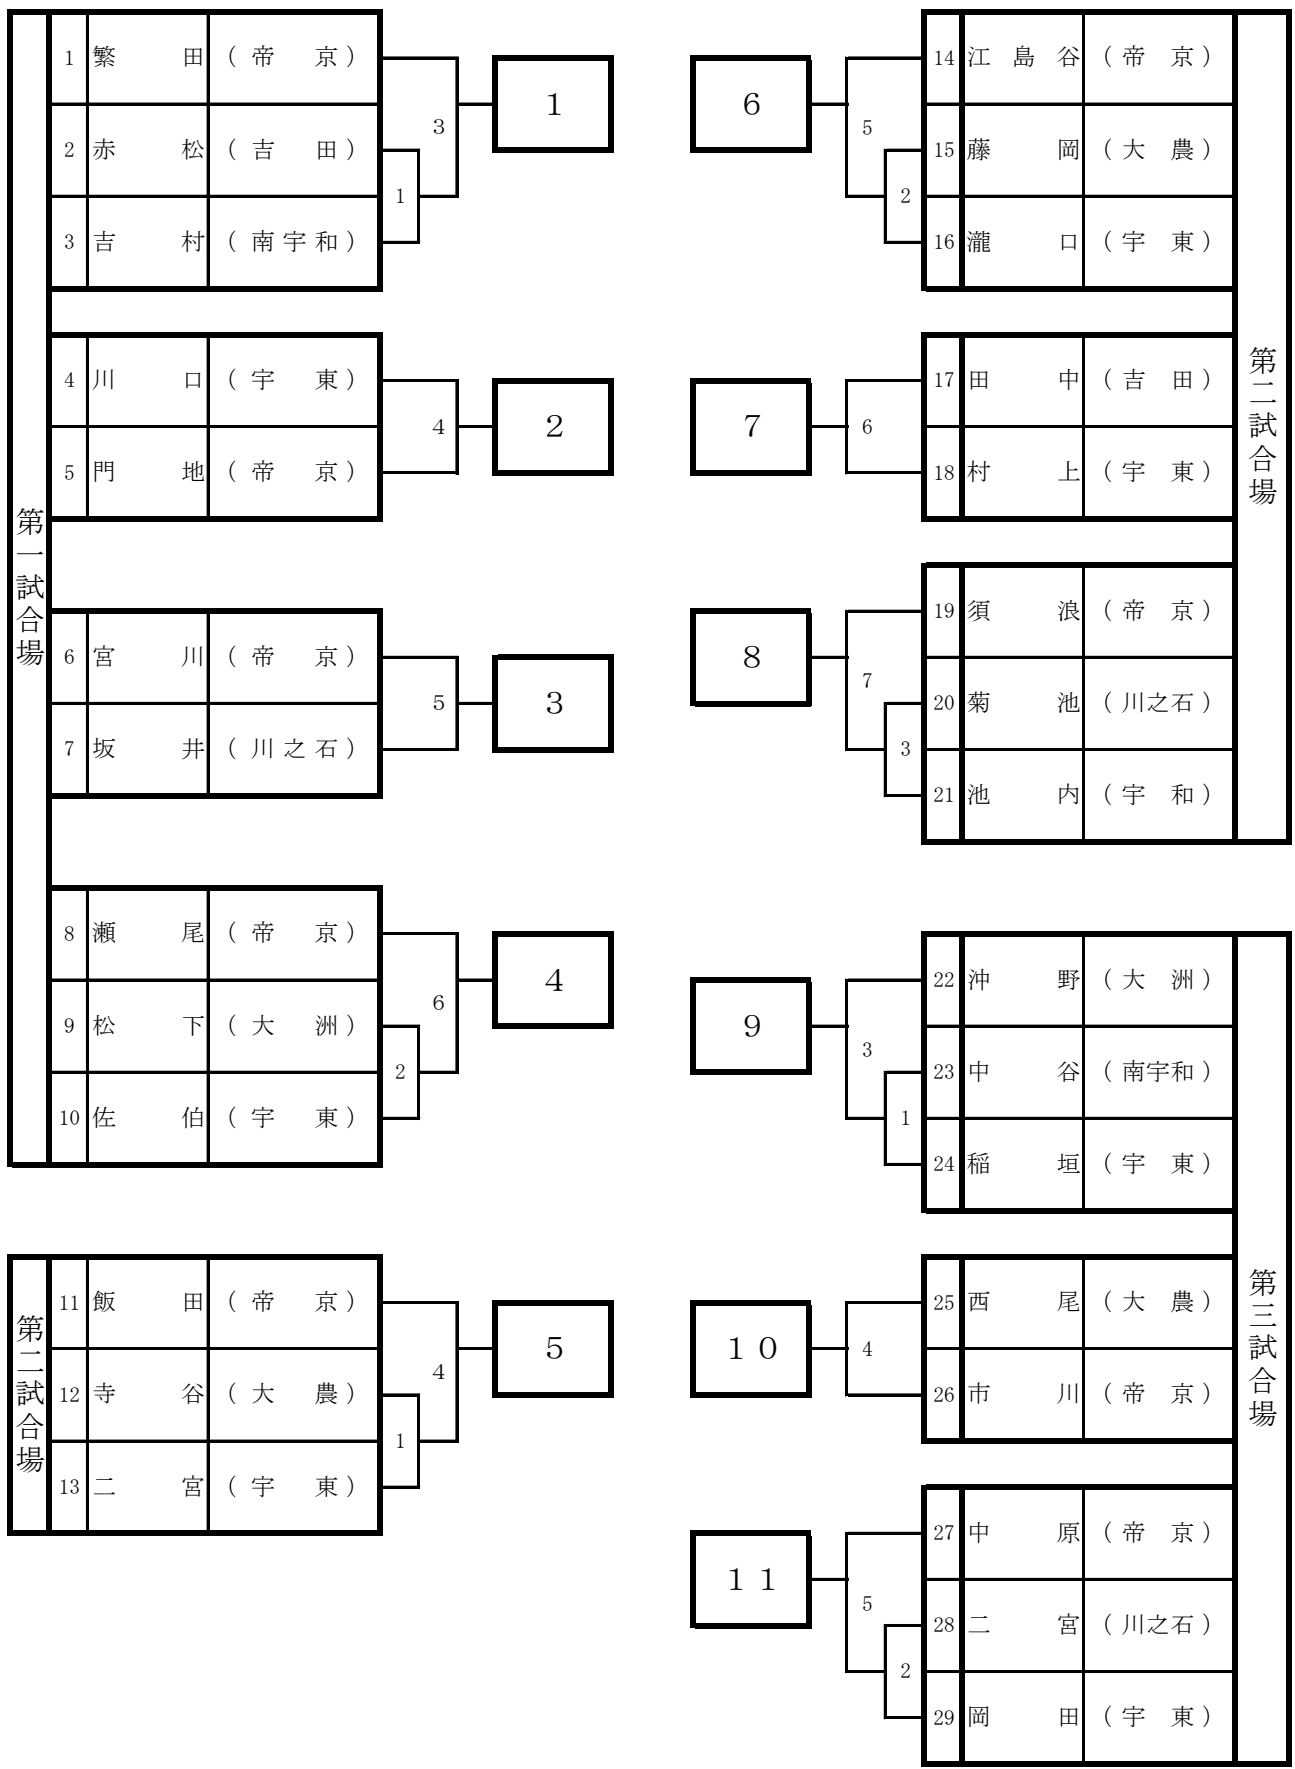 第一試合場
1 繁田 （帝京）
2 赤松 （吉田）
3 吉村 （南宇和）
1
3
１
4 川口 （宇東）
5 門地 （帝京）
4
２
6 宮川 （帝京）
7 坂井 （川之石）
5
３
8 瀬尾 （帝京）
9 松下 （大洲）
10 佐伯 （宇東）
2
6
４
第二試合場
11 飯田 （帝京）
12 寺谷 （大農）
13 二宮 （宇東）
1
4
５
第二試合場
６
5
2
14 江島谷 （帝京）
15 藤岡 （大農）
16 瀧口 （宇東）
７
6
17 田中 （吉田）
18 村上 （宇東）
８
7
3
19 須浪 （帝京）
20 菊池 （川之石）
21 池内 （宇和）
第三試合場
９
3
1
22 沖野 （大洲）
23 中谷 （南宇和）
24 稲垣 （宇東）
１０
4
25 西尾 （大農）
26 市川 （帝京）
１１
5
2
27 中原 （帝京）
28 二宮 （川之石）
29 岡田 （宇東）